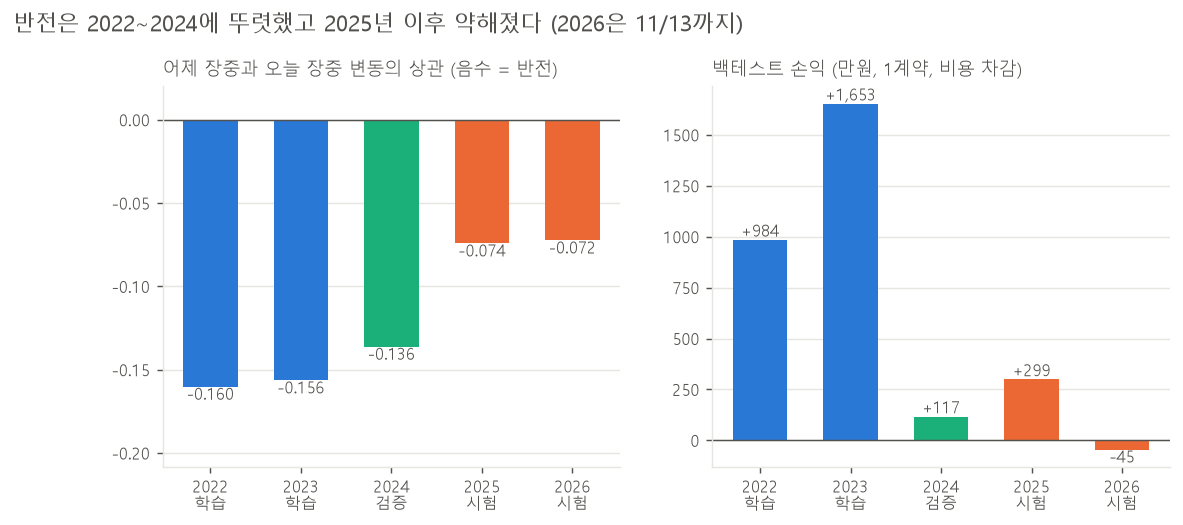 반전은 2022~2024에 뚜렷했고 2025년 이후 약해졌다 (2026은 11/13까지)
어제 장중과 오늘 장중 변동의 상관 (음수 = 반전)
0.00
-0.05
-0.10
-0.15
-0.20
-0.160
-0.156
-0.136
-0.074
-0.072
2022
학습
2023
학습
2024
검증
2025
시험
2026
시험
백테스트 손익 (만원, 1계약, 비용 차감)
1500
1250
1000
750
500
250
0
+984
+1,653
+117
+299
-45
2022
학습
2023
학습
2024
검증
2025
시험
2026
시험